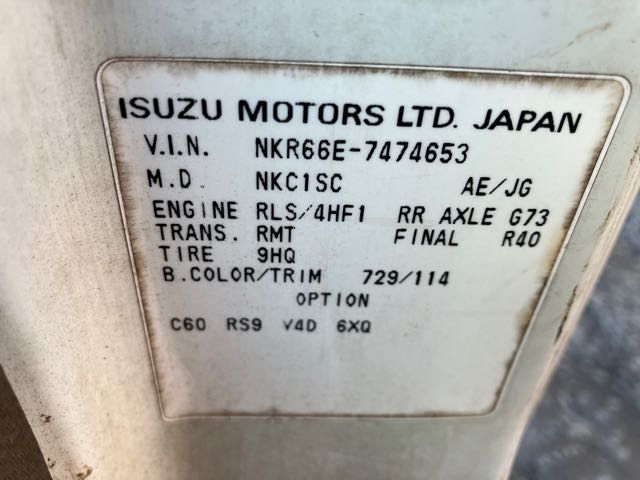 ISUZU MOTORS LTD. JAPAN
V.I.N. NKR66E-7474653
M.D. NKC1SC AE/JG
ENGINE RLS/4HF1 RR AXLE G73
TRANS. RMT FINAL R40
TIRE 9HQ
B.COLOR/TRIM 729/114
OPTION
C60 RS9 V4D 6XQ